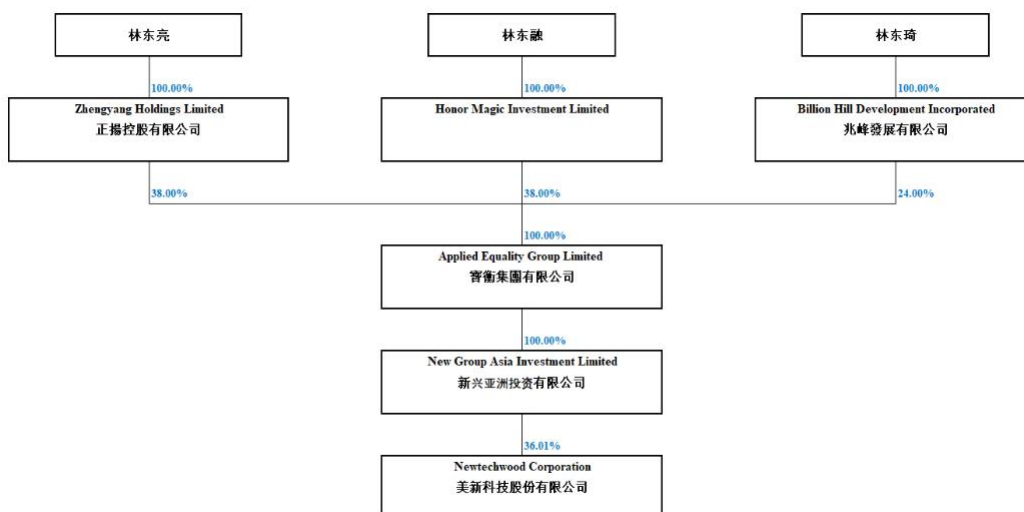 林东亮
林东融
林东琦
100.00%
100.00%
100.00%
Zhengyang Holdings Limited
正揚控股有限公司
Honor Magic Investment Limited
Billion Hill Development Incorporated
兆峰發展有限公司
38.00%
38.00%
24.00%
100.00%
Applied Equality Group Limited
審衡集團有限公司
100.00%
New Group Asia Investment Limited
新兴亚洲投资有限公司
36.01%
Newtechwood Corporation
美新科技股份有限公司